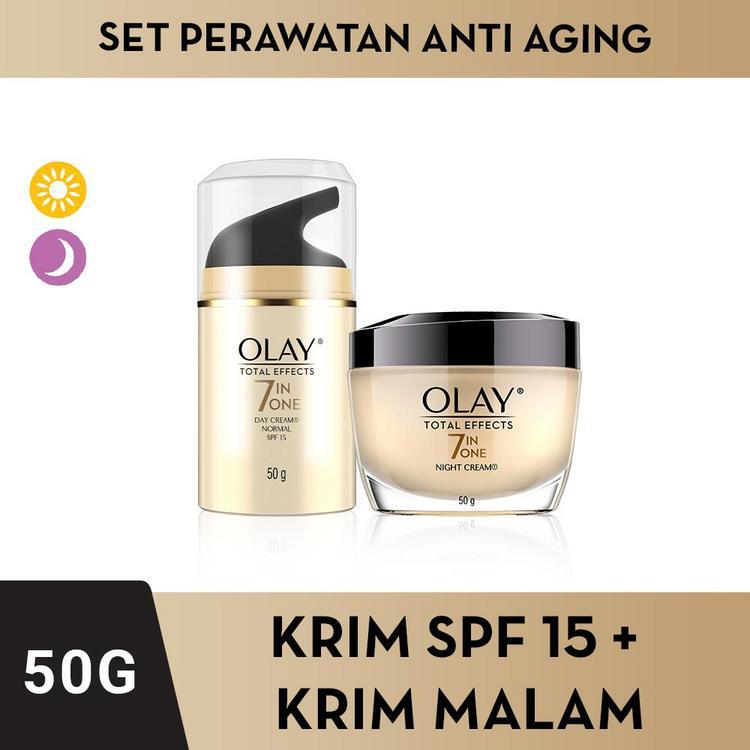 SET PERAWATAN ANTI AGING
OLAY®
TOTAL EFFECTS
7 IN
ONE
DAY CREAM®
NORMAL
SPF 15
50 g
OLAY®
TOTAL EFFECTS
7 IN
ONE
NIGHT CREAM®
50 g
50G
KRIM SPF 15 +
KRIM MALAM